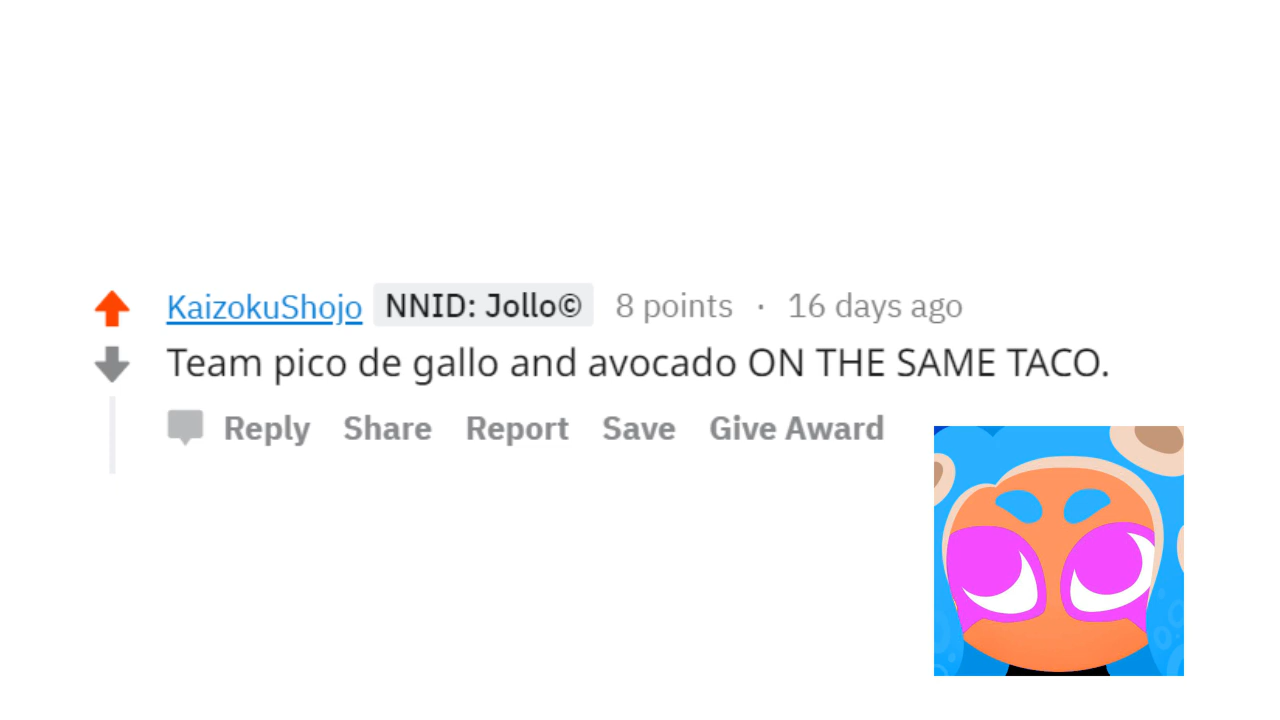 KaizokuShojo NNID: Jollo© 8 points · 16 days ago
Team pico de gallo and avocado ON THE SAME TACO.
Reply Share Report Save Give Award